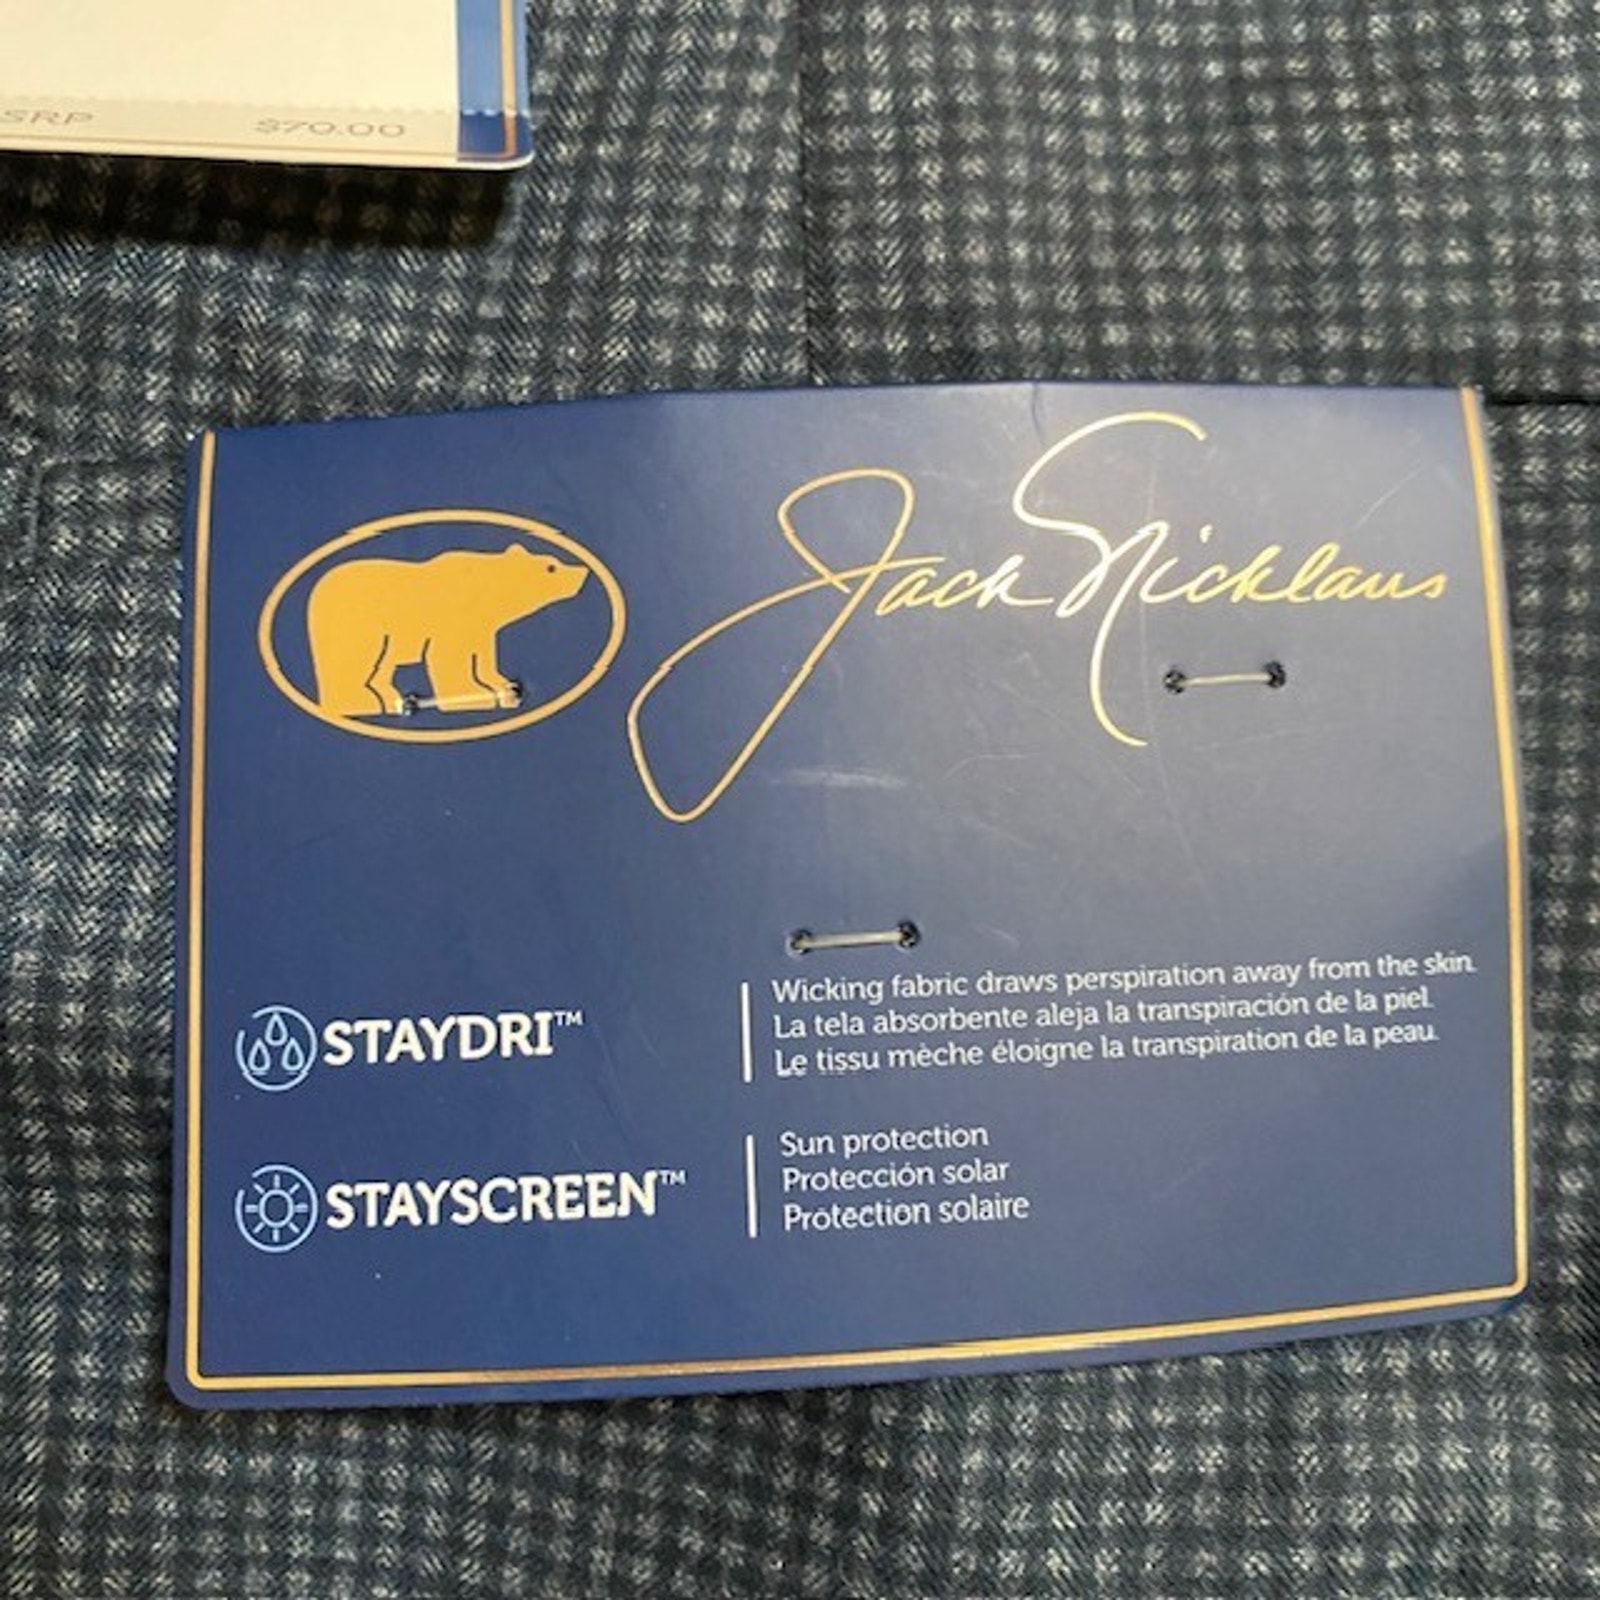 SRP $70.00
Jack Nicklaus
STAYDRI™
Wicking fabric draws perspiration away from the skin.
La tela absorbente aleja la transpiración de la piel.
Le tissu mèche éloigne la transpiration de la peau.
STAYSCREEN™
Sun protection
Protección solar
Protection solaire